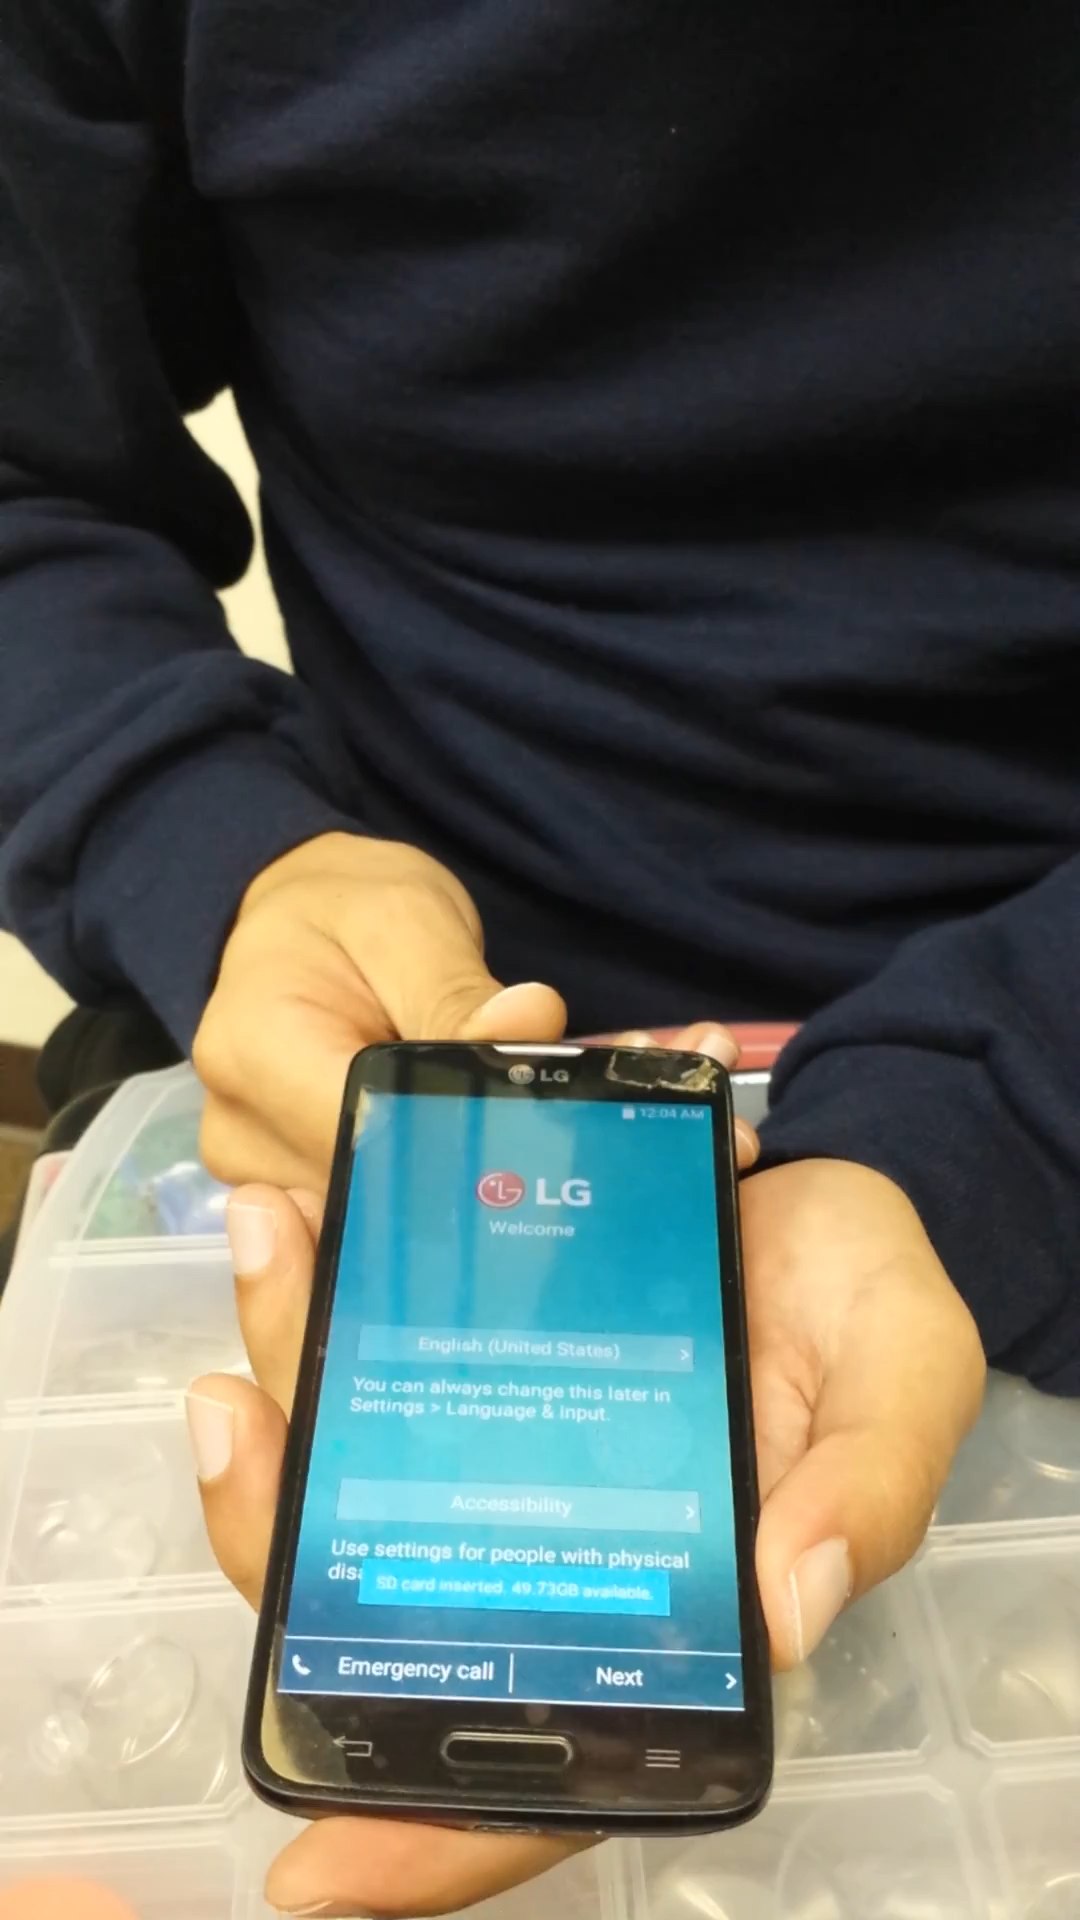 LG
12:04 AM
LG
Welcome
English (United States)
You can always change this later in
Settings > Language & input.
Accessibility
Use settings for people with physical
disa
SD card inserted. 49.73GB available.
Emergency call
Next